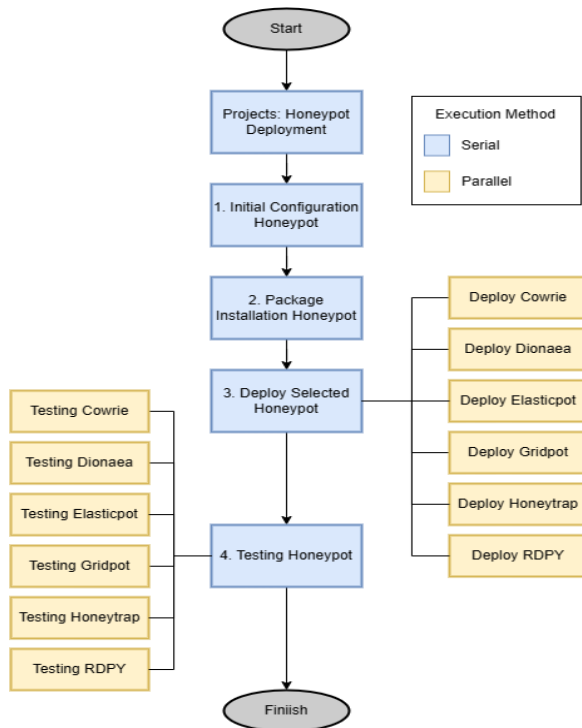 Start
Projects: Honeypot
Deployment
Execution Method
Serial
Parallel
1. Initial Configuration
Honeypot
2. Package
Installation Honeypot
3. Deploy Selected
Honeypot
Deploy Cowrie
Deploy Dionaea
Deploy Elasticpot
Deploy Gridpot
Deploy Honeytrap
Deploy RDPY
4. Testing Honeypot
Testing Cowrie
Testing Dionaea
Testing Elasticpot
Testing Gridpot
Testing Honeytrap
Testing RDPY
Finiish